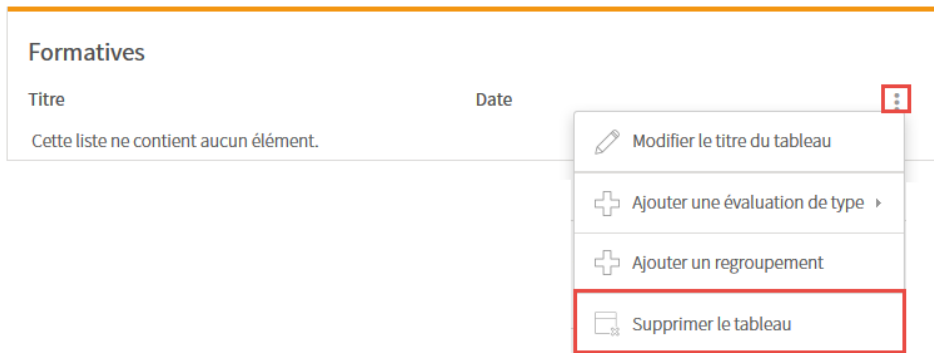 Formatives
Titre Date
Cette liste ne contient aucun élément.
Modifier le titre du tableau
Ajouter une évaluation de type
Ajouter un regroupement
Supprimer le tableau